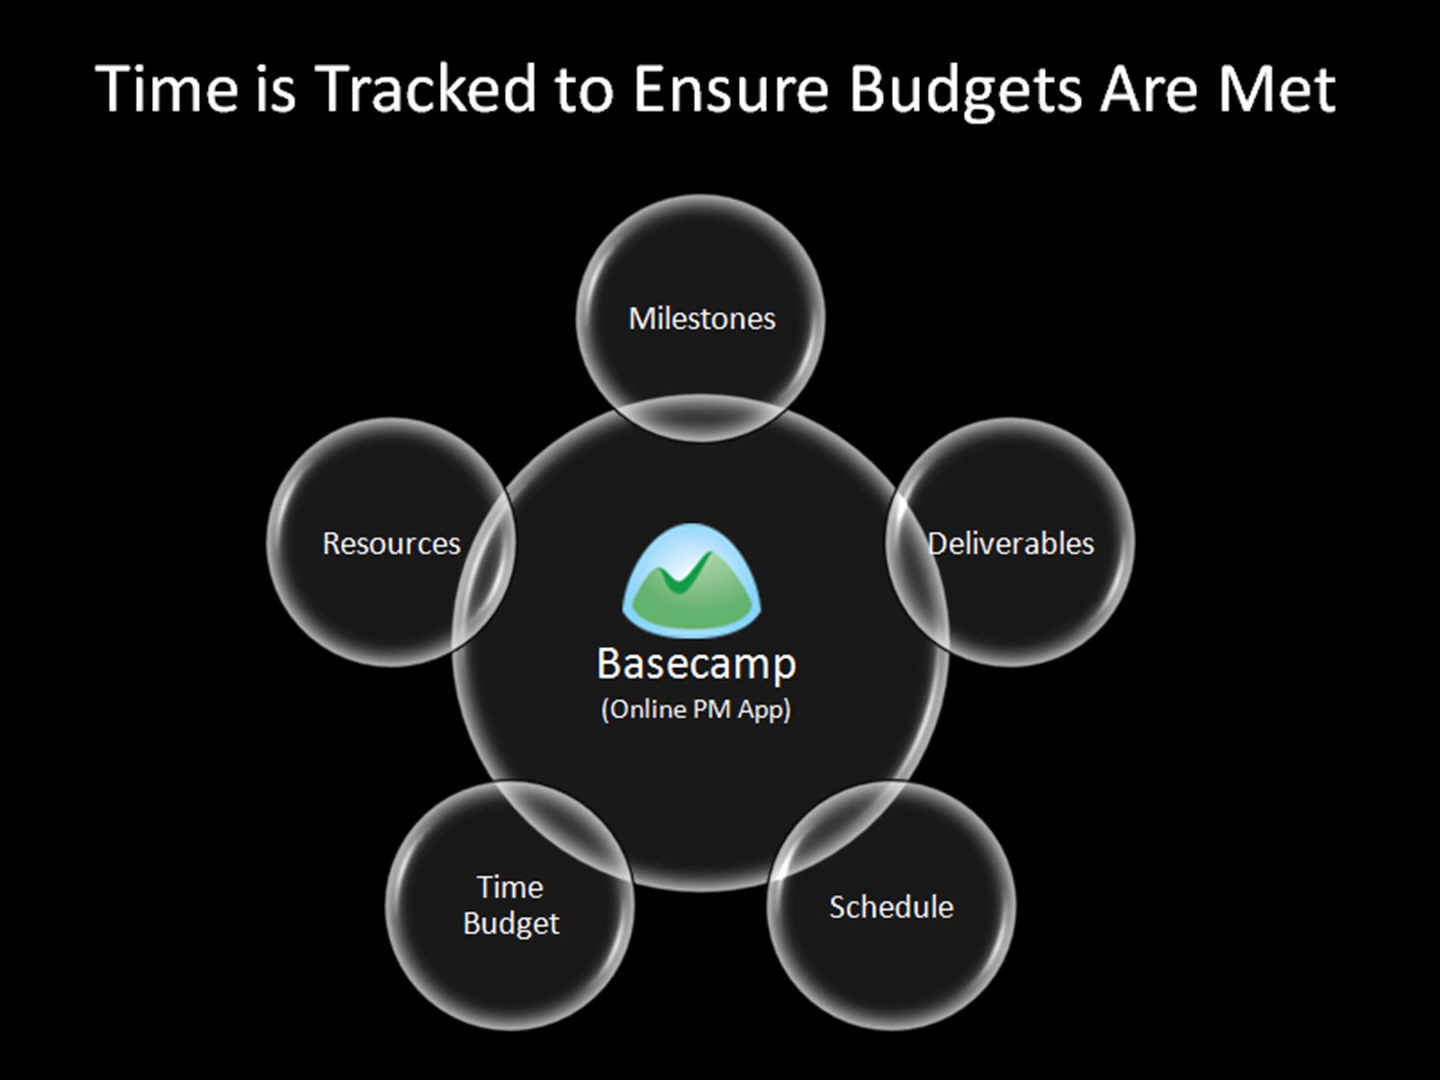 Time is Tracked to Ensure Budgets Are Met
Milestones
Resources
Deliverables
Basecamp
(Online PM App)
Time
Budget
Schedule